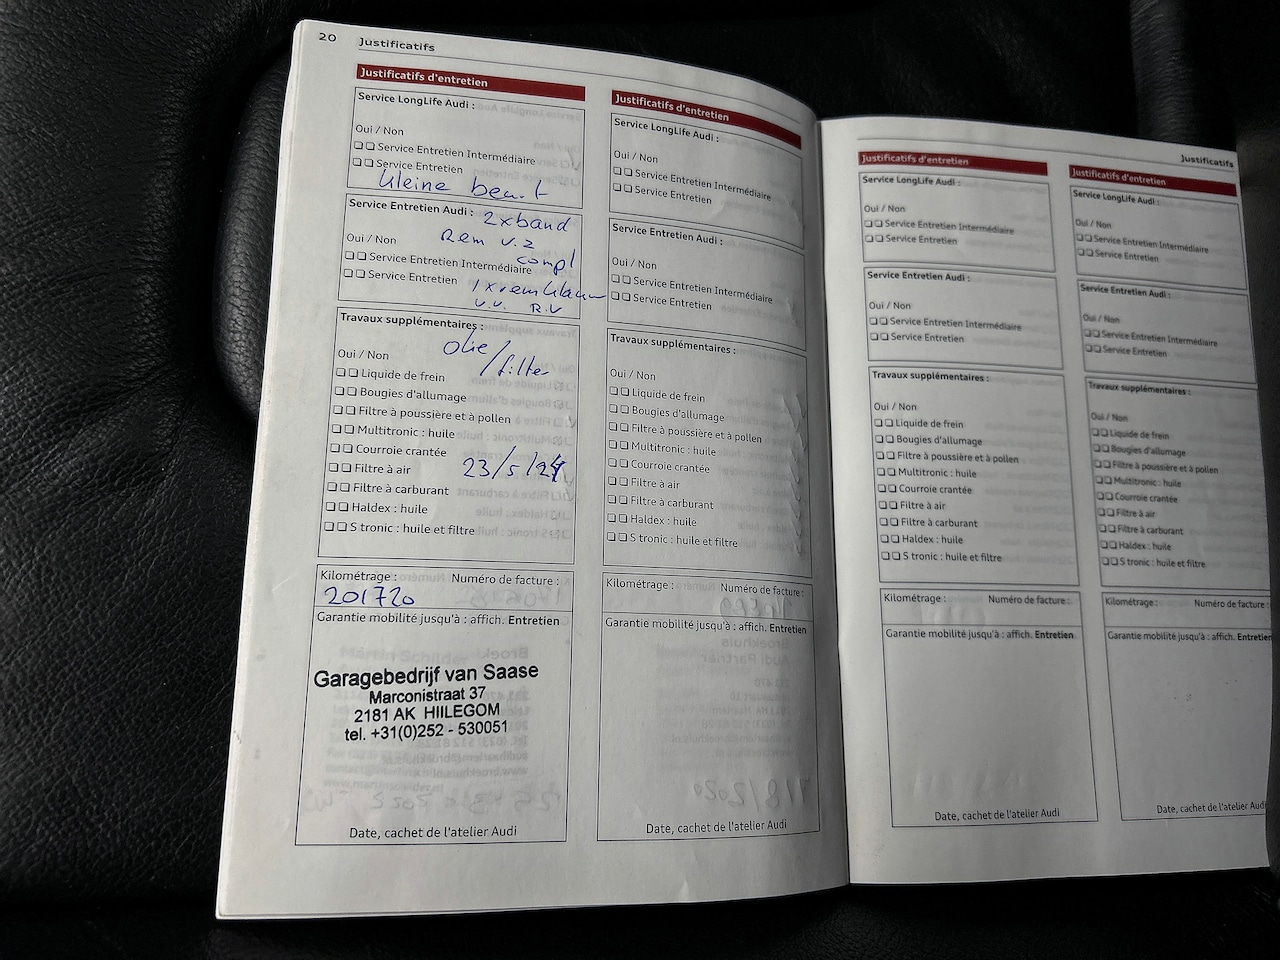 20 Justificatifs
Justificatifs d'entretien
Service LongLife Audi :
Oui / Non
❏ ❏ Service Entretien Intermédiaire
❏ ❏ Service Entretien
kleine beurt
Service Entretien Audi : 2x band
Rem v. 2
Oui / Non
compl
❏ ❏ Service Entretien Intermédiaire
❏ ❏ Service Entretien 1x remklauw
v.v. R.V
Travaux supplémentaires :
Olie/filter
Oui / Non
❏ ❏ Liquide de frein
❏ ❏ Bougies d'allumage
❏ ❏ Filtre à poussière et à pollen
❏ ❏ Multitronic : huile
❏ ❏ Courroie crantée
❏ ❏ Filtre à air 23/5/24
❏ ❏ Filtre à carburant
❏ ❏ Haldex : huile
❏ ❏ S tronic : huile et filtre
Kilométrage : Numéro de facture :
201720
Garantie mobilité jusqu'à : affich. Entretien
Garagebedrijf van Saase
Marconistraat 37
2181 AK HIILEGOM
tel. +31(0)252 - 530051
Date, cachet de l'atelier Audi
Justificatifs d'entretien
Service LongLife Audi :
Oui / Non
❏ ❏ Service Entretien Intermédiaire
❏ ❏ Service Entretien
Service Entretien Audi :
Oui / Non
❏ ❏ Service Entretien Intermédiaire
❏ ❏ Service Entretien
Travaux supplémentaires :
Oui / Non
❏ ❏ Liquide de frein
❏ ❏ Bougies d'allumage
❏ ❏ Filtre à poussière et à pollen
❏ ❏ Multitronic : huile
❏ ❏ Courroie crantée
❏ ❏ Filtre à air
❏ ❏ Filtre à carburant
❏ ❏ Haldex : huile
❏ ❏ S tronic : huile et filtre
Kilométrage : Numéro de facture :
Garantie mobilité jusqu'à : affich. Entretien
Date, cachet de l'atelier Audi
Justificatifs
Justificatifs d'entretien
Service LongLife Audi :
Oui / Non
❏ ❏ Service Entretien Intermédiaire
❏ ❏ Service Entretien
Service Entretien Audi :
Oui / Non
❏ ❏ Service Entretien Intermédiaire
❏ ❏ Service Entretien
Travaux supplémentaires :
Oui / Non
❏ ❏ Liquide de frein
❏ ❏ Bougies d'allumage
❏ ❏ Filtre à poussière et à pollen
❏ ❏ Multitronic : huile
❏ ❏ Courroie crantée
❏ ❏ Filtre à air
❏ ❏ Filtre à carburant
❏ ❏ Haldex : huile
❏ ❏ S tronic : huile et filtre
Kilométrage : Numéro de facture :
Garantie mobilité jusqu'à : affich. Entretien
Date, cachet de l'atelier Audi
Justificatifs d'entretien
Service LongLife Audi :
Oui / Non
❏ ❏ Service Entretien Intermédiaire
❏ ❏ Service Entretien
Service Entretien Audi :
Oui / Non
❏ ❏ Service Entretien Intermédiaire
❏ ❏ Service Entretien
Travaux supplémentaires :
Oui / Non
❏ ❏ Liquide de frein
❏ ❏ Bougies d'allumage
❏ ❏ Filtre à poussière et à pollen
❏ ❏ Multitronic : huile
❏ ❏ Courroie crantée
❏ ❏ Filtre à air
❏ ❏ Filtre à carburant
❏ ❏ Haldex : huile
❏ ❏ S tronic : huile et filtre
Kilométrage : Numéro de facture :
Garantie mobilité jusqu'à : affich. Entretien
Date, cachet de l'atelier Audi